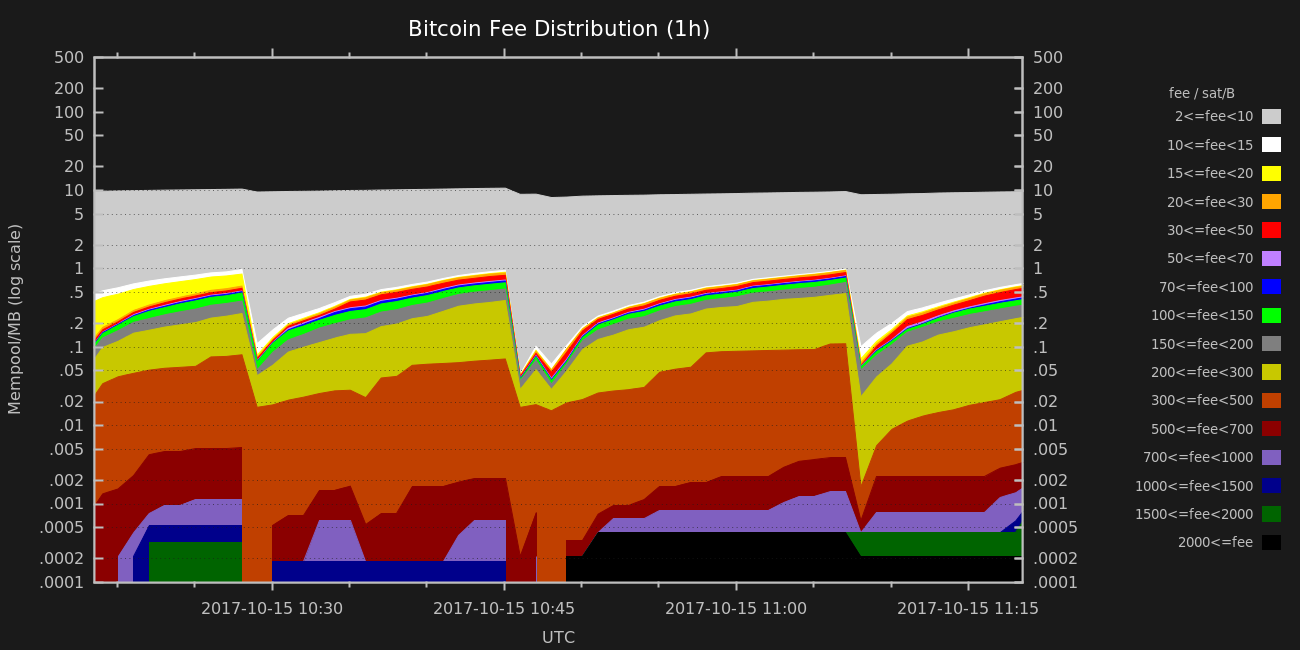 Bitcoin Fee Distribution (1h)
500
200
100
50
20
10
5
2
1
.5
.2
.1
.05
.02
.01
.005
.002
.001
.0005
.0002
.0001
Mempool/MB (log scale)
500
200
100
50
20
10
5
2
1
.5
.2
.1
.05
.02
.01
.005
.002
.001
.0005
.0002
.0001
fee / sat/B
2<=fee<10
10<=fee<15
15<=fee<20
20<=fee<30
30<=fee<50
50<=fee<70
70<=fee<100
100<=fee<150
150<=fee<200
200<=fee<300
300<=fee<500
500<=fee<700
700<=fee<1000
1000<=fee<1500
1500<=fee<2000
2000<=fee
2017-10-15 10:30 2017-10-15 10:45 2017-10-15 11:00 2017-10-15 11:15
UTC